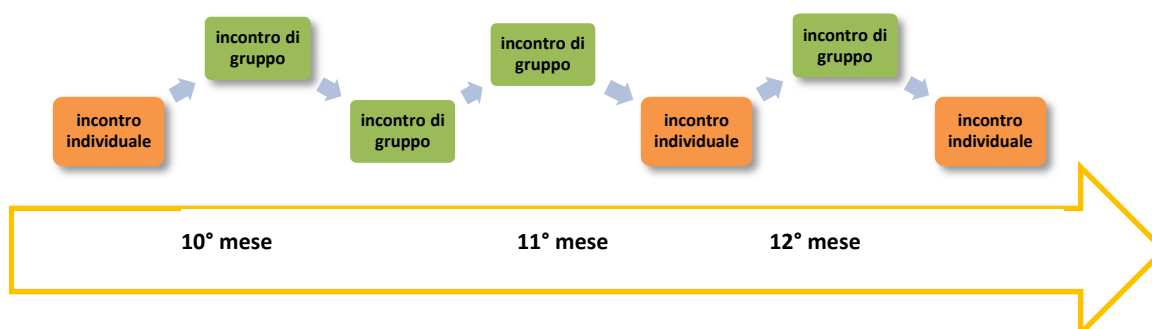 incontro
individuale
incontro di
gruppo
incontro di
gruppo
incontro di
gruppo
incontro
individuale
incontro di
gruppo
incontro
individuale
10° mese
11° mese
12° mese